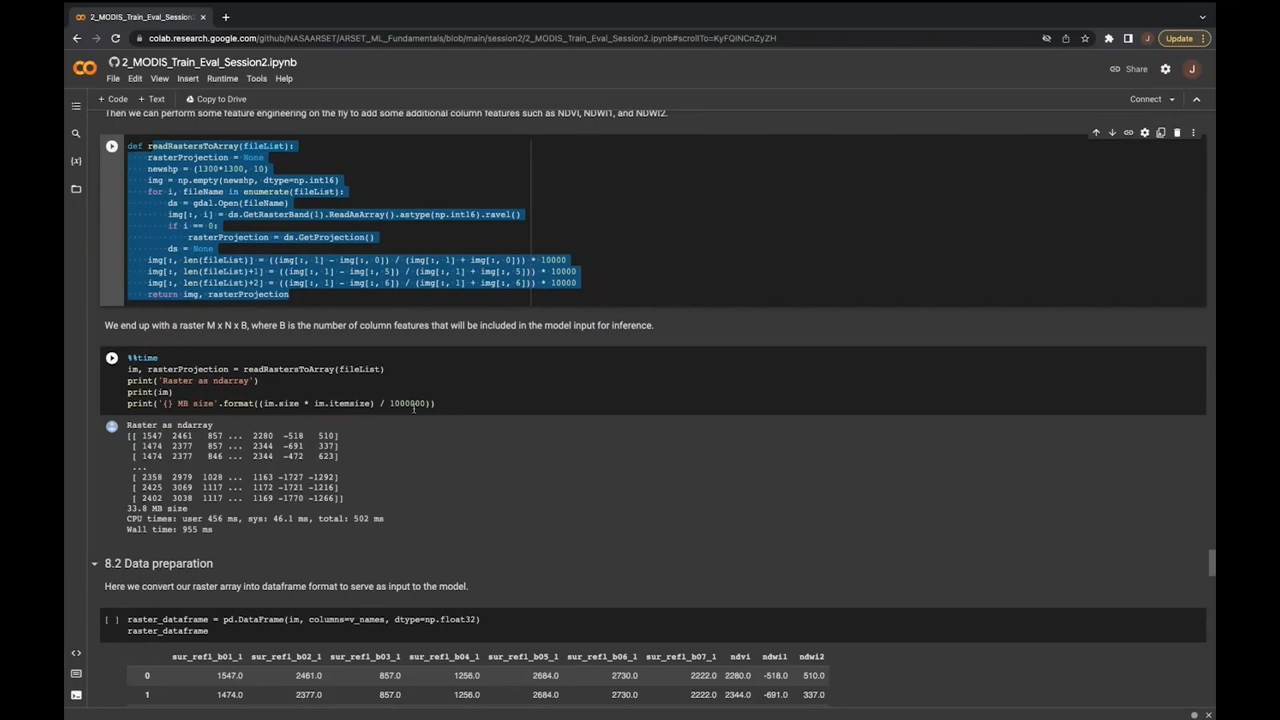 2_MODIS_Train_Eval_Session2.i
colab.research.google.com/github/NASAARSET/ARSET_ML_Fundamentals/blob/main/session2/2_MODIS_Train_Eval_Session2.ipynb#scrollTo=KyFQlNCnZyZH
J
Update
2_MODIS_Train_Eval_Session2.ipynb
File Edit View Insert Runtime Tools Help
Share
J
+ Code + Text Copy to Drive
Connect
Then we can perform some feature engineering on the fly to add some additional column features such as NDVI, NDWI1, and NDWI2.
def readRastersToArray(fileList):
rasterProjection = None
newshp = (1300*1300, 10)
img = np.empty(newshp, dtype=np.int16)
for i, fileName in enumerate(fileList):
ds = gdal.Open(fileName)
img[:, i] = ds.GetRasterBand(1).ReadAsArray().astype(np.int16).ravel()
if i == 0:
rasterProjection = ds.GetProjection()
ds = None
img[:, len(fileList)] = ((img[:, 1] - img[:, 0]) / (img[:, 1] + img[:, 0])) * 10000
img[:, len(fileList)+1] = ((img[:, 1] - img[:, 5]) / (img[:, 1] + img[:, 5])) * 10000
img[:, len(fileList)+2] = ((img[:, 1] - img[:, 6]) / (img[:, 1] + img[:, 6])) * 10000
return img, rasterProjection
We end up with a raster M x N x B, where B is the number of column features that will be included in the model input for inference.
%%time
im, rasterProjection = readRastersToArray(fileList)
print('Raster as ndarray')
print(im)
print('{} MB size'.format((im.size * im.itemsize) / 1000000))
Raster as ndarray
[[ 1547 2461 857 ... 2280 -518 510]
[ 1474 2377 857 ... 2344 -691 337]
[ 1474 2377 846 ... 2344 -472 623]
...
[ 2358 2979 1028 ... 1163 -1727 -1292]
[ 2425 3069 1117 ... 1172 -1721 -1216]
[ 2402 3038 1117 ... 1169 -1770 -1266]]
33.8 MB size
CPU times: user 456 ms, sys: 46.1 ms, total: 502 ms
Wall time: 955 ms
8.2 Data preparation
Here we convert our raster array into dataframe format to serve as input to the model.
[ ] raster_dataframe = pd.DataFrame(im, columns=v_names, dtype=np.float32)
raster_dataframe
sur_refl_b01_1 sur_refl_b02_1 sur_refl_b03_1 sur_refl_b04_1 sur_refl_b05_1 sur_refl_b06_1 sur_refl_b07_1 ndvi ndwi1 ndwi2
0 1547.0 2461.0 857.0 1256.0 2684.0 2730.0 2222.0 2280.0 -518.0 510.0
1 1474.0 2377.0 857.0 1256.0 2684.0 2730.0 2222.0 2344.0 -691.0 337.0